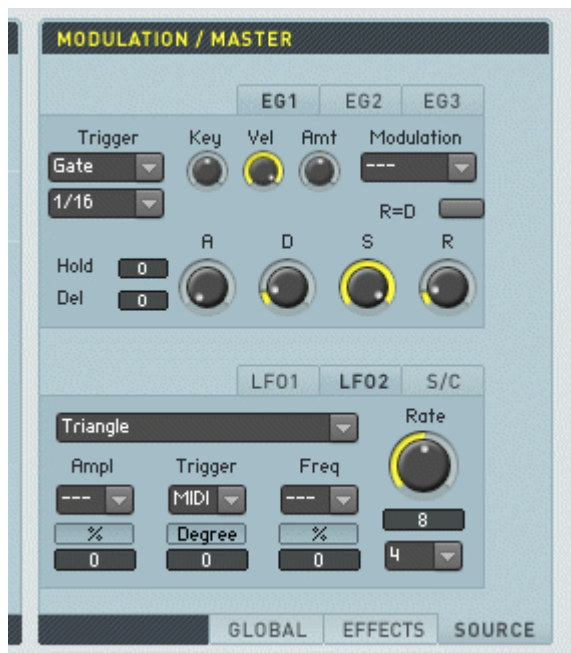 MODULATION / MASTER
EG1 EG2 EG3
Trigger Key Vel Amt Modulation
Gate ---
1/16
R=D
A D S R
Hold 0
Del 0
LFO1 LFO2 S/C
Triangle Rate
Ampl Trigger Freq
--- MIDI ---
8
% Degree %
0 0 0 4
GLOBAL EFFECTS SOURCE